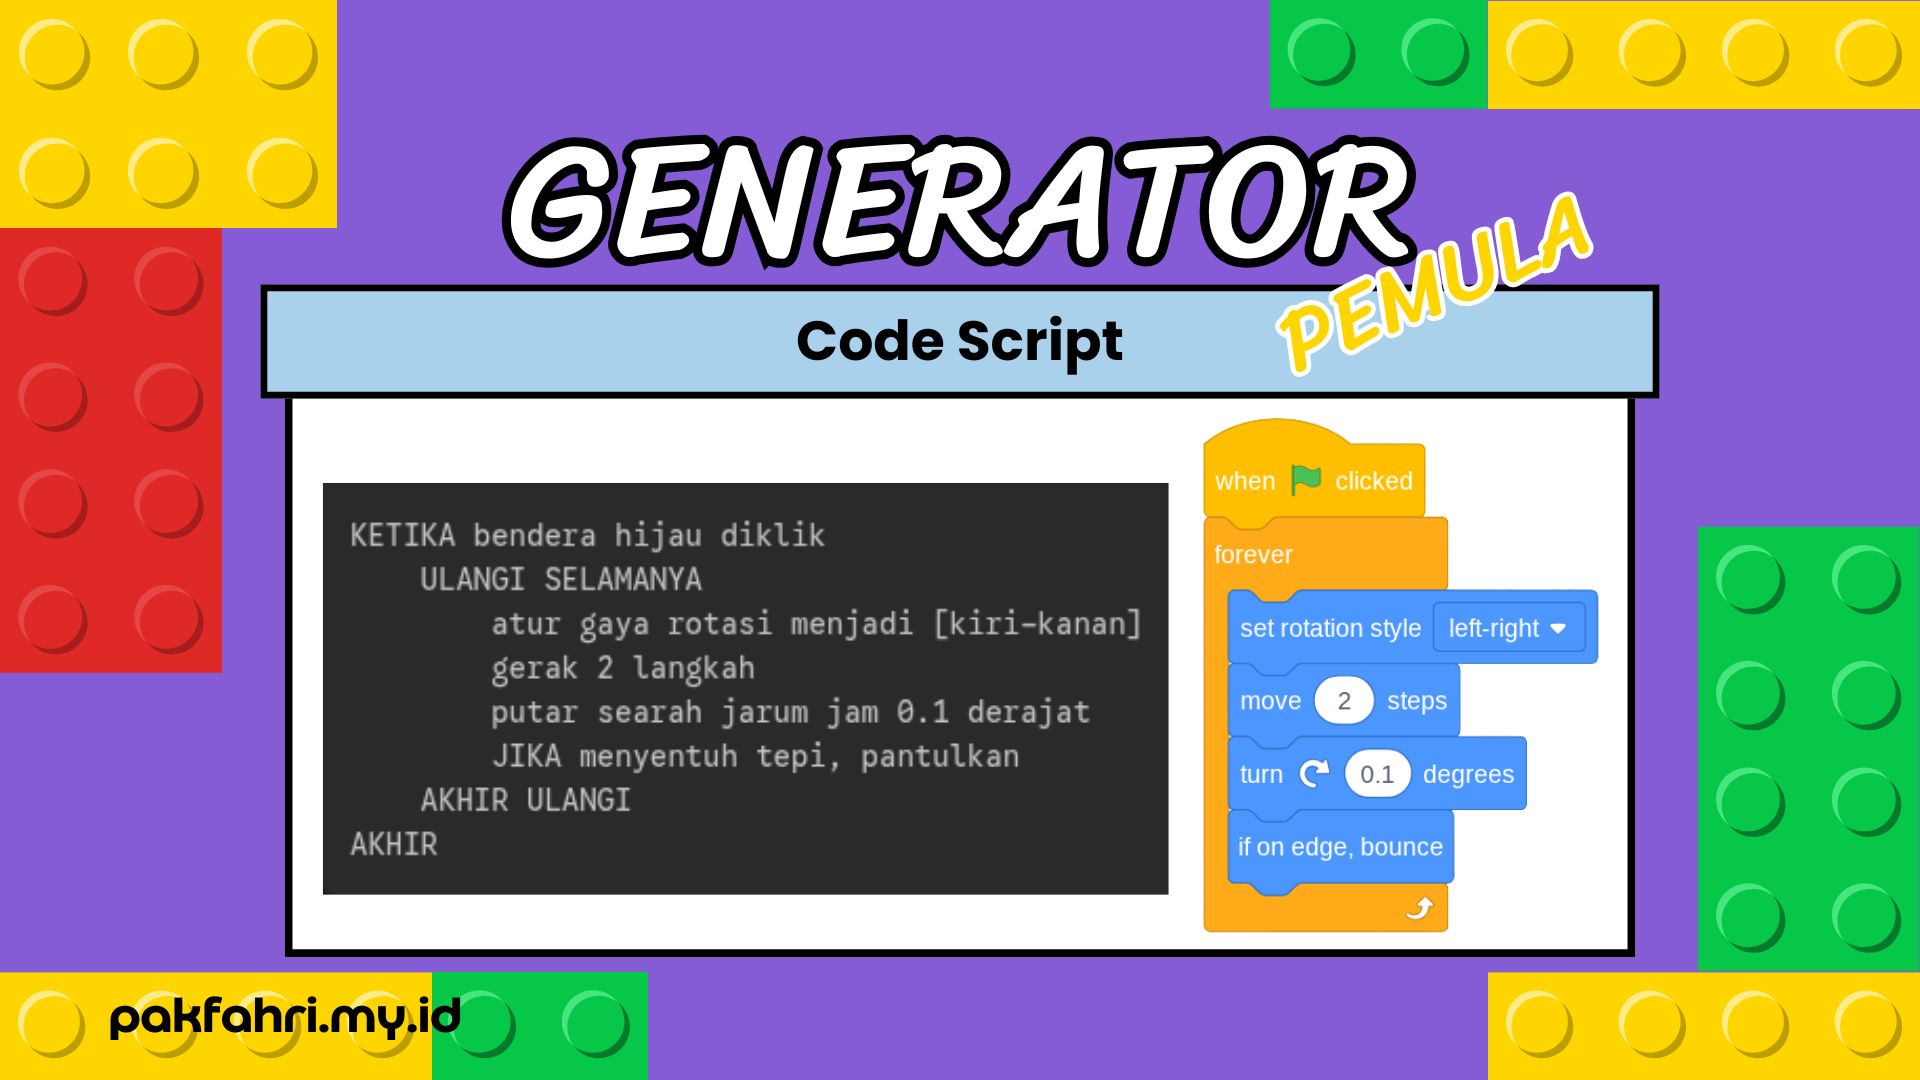 GENERATOR
PEMULA
Code Script
KETIKA bendera hijau diklik
ULANGI SELAMANYA
atur gaya rotasi menjadi [kiri-kanan]
gerak 2 langkah
putar searah jarum jam 0.1 derajat
JIKA menyentuh tepi, pantulkan
AKHIR ULANGI
AKHIR
when clicked
forever
set rotation style left-right
move 2 steps
turn 0.1 degrees
if on edge, bounce
pakfahri.my.id